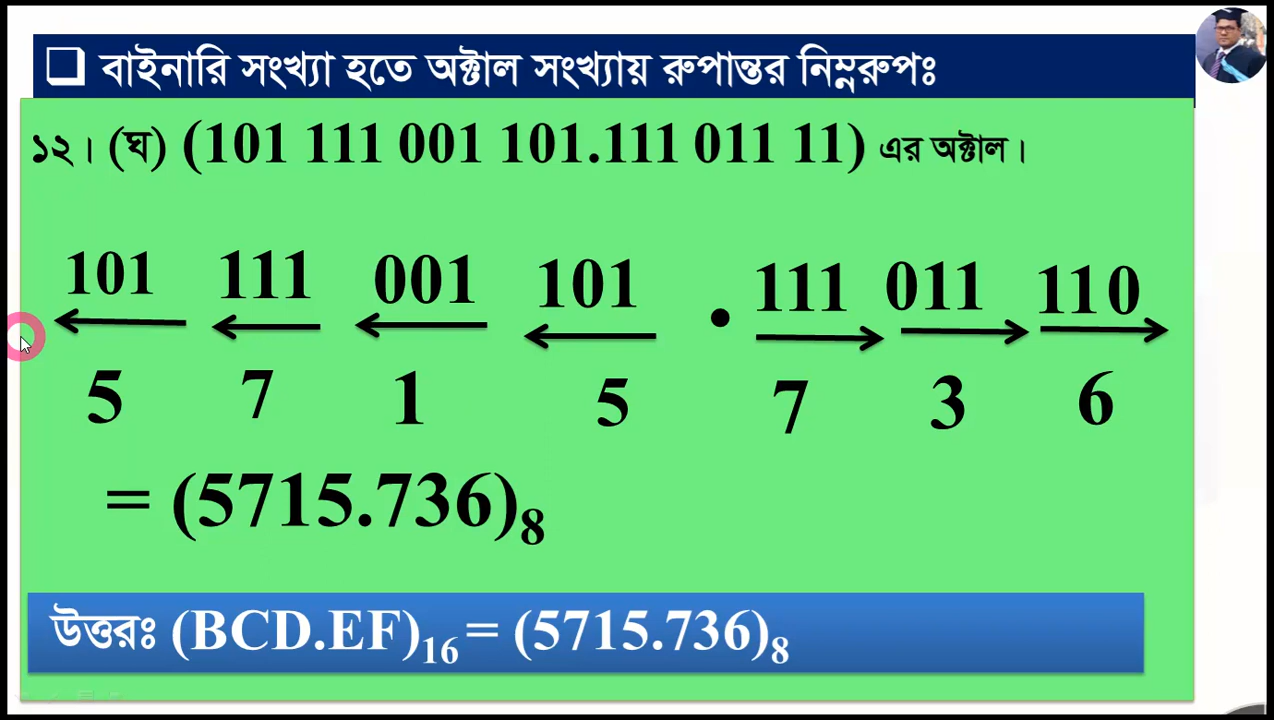 ❑ বাইনারি সংখ্যা হতে অক্টাল সংখ্যায় রুপান্তর নিম্নরুপঃ
১২। (ঘ) (101 111 001 101.111 011 11) এর অক্টাল।
101 111 001 101 . 111 011 110
5 7 1 5 7 3 6
= (5715.736)₈
উত্তরঃ (BCD.EF)₁₆ = (5715.736)₈